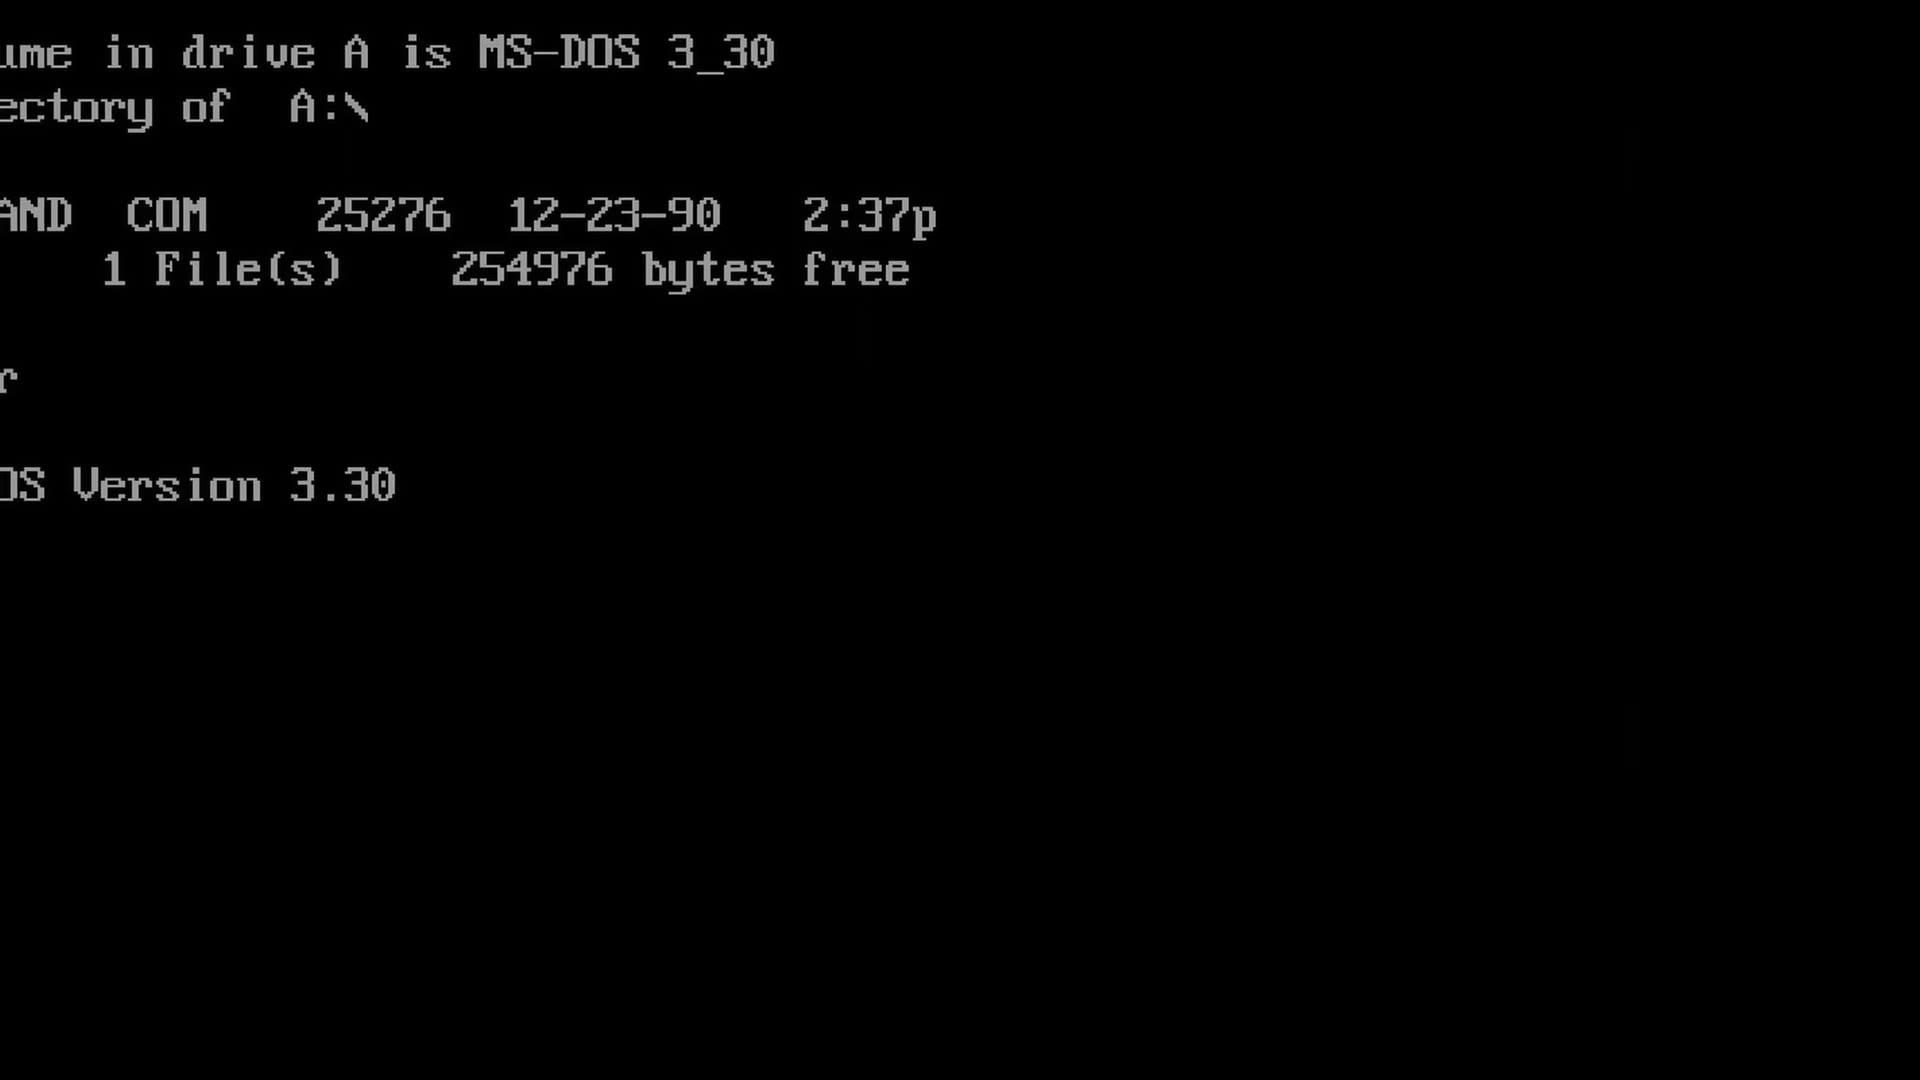 ume in drive A is MS-DOS 3_30
ectory of  A:\
AND  COM    25276  12-23-90   2:37p
1 File(s)    254976 bytes free
r
OS Version 3.30